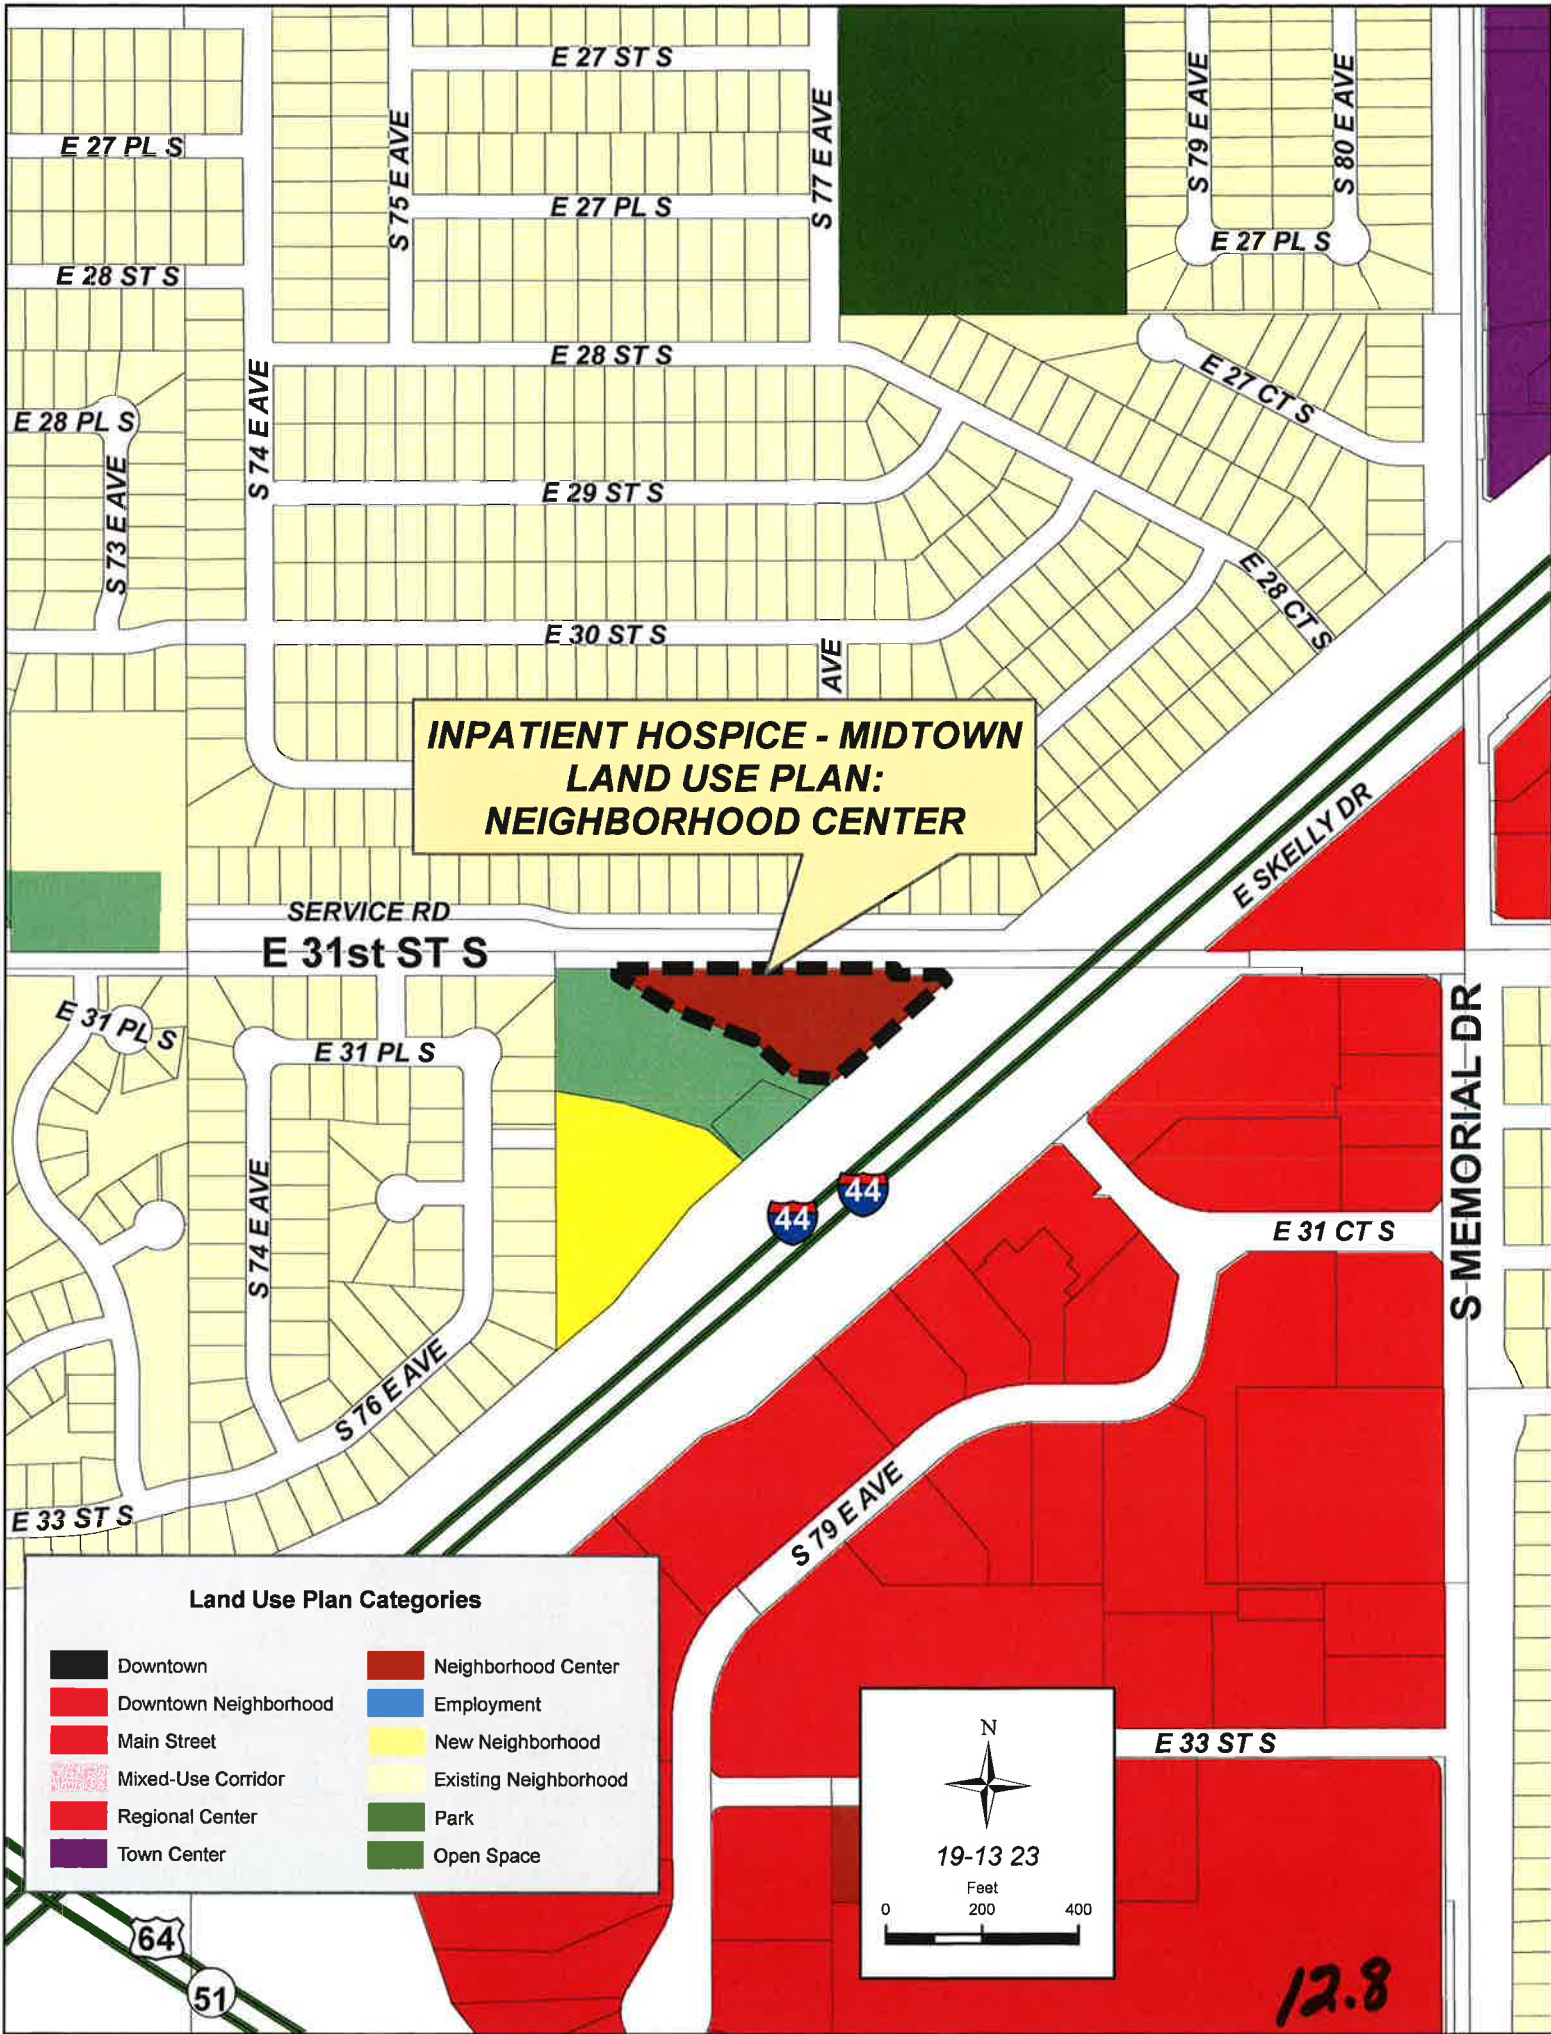 E 27 ST S
S 79 E AVE
S 80 E AVE
S 75 E AVE
S 77 E AVE
E 27 PL S
E 27 PL S
E 27 PL S
E 28 ST S
E 28 ST S
E 27 CT S
S 74 E AVE
E 28 PL S
S 73 E AVE
E 29 ST S
E 28 CT S
E 30 ST S
AVE
INPATIENT HOSPICE - MIDTOWN
LAND USE PLAN:
NEIGHBORHOOD CENTER
E SKELLY DR
SERVICE RD
E 31st ST S
E 31 PL S
E 31 PL S
S MEMORIAL DR
44
44
E 31 CT S
S 74 E AVE
S 76 E AVE
S 79 E AVE
E 33 ST S
Land Use Plan Categories
Downtown
Downtown Neighborhood
Main Street
Mixed-Use Corridor
Regional Center
Town Center
Neighborhood Center
Employment
New Neighborhood
Existing Neighborhood
Park
Open Space
N
19-13 23
Feet
0 200 400
E 33 ST S
64
51
12.8